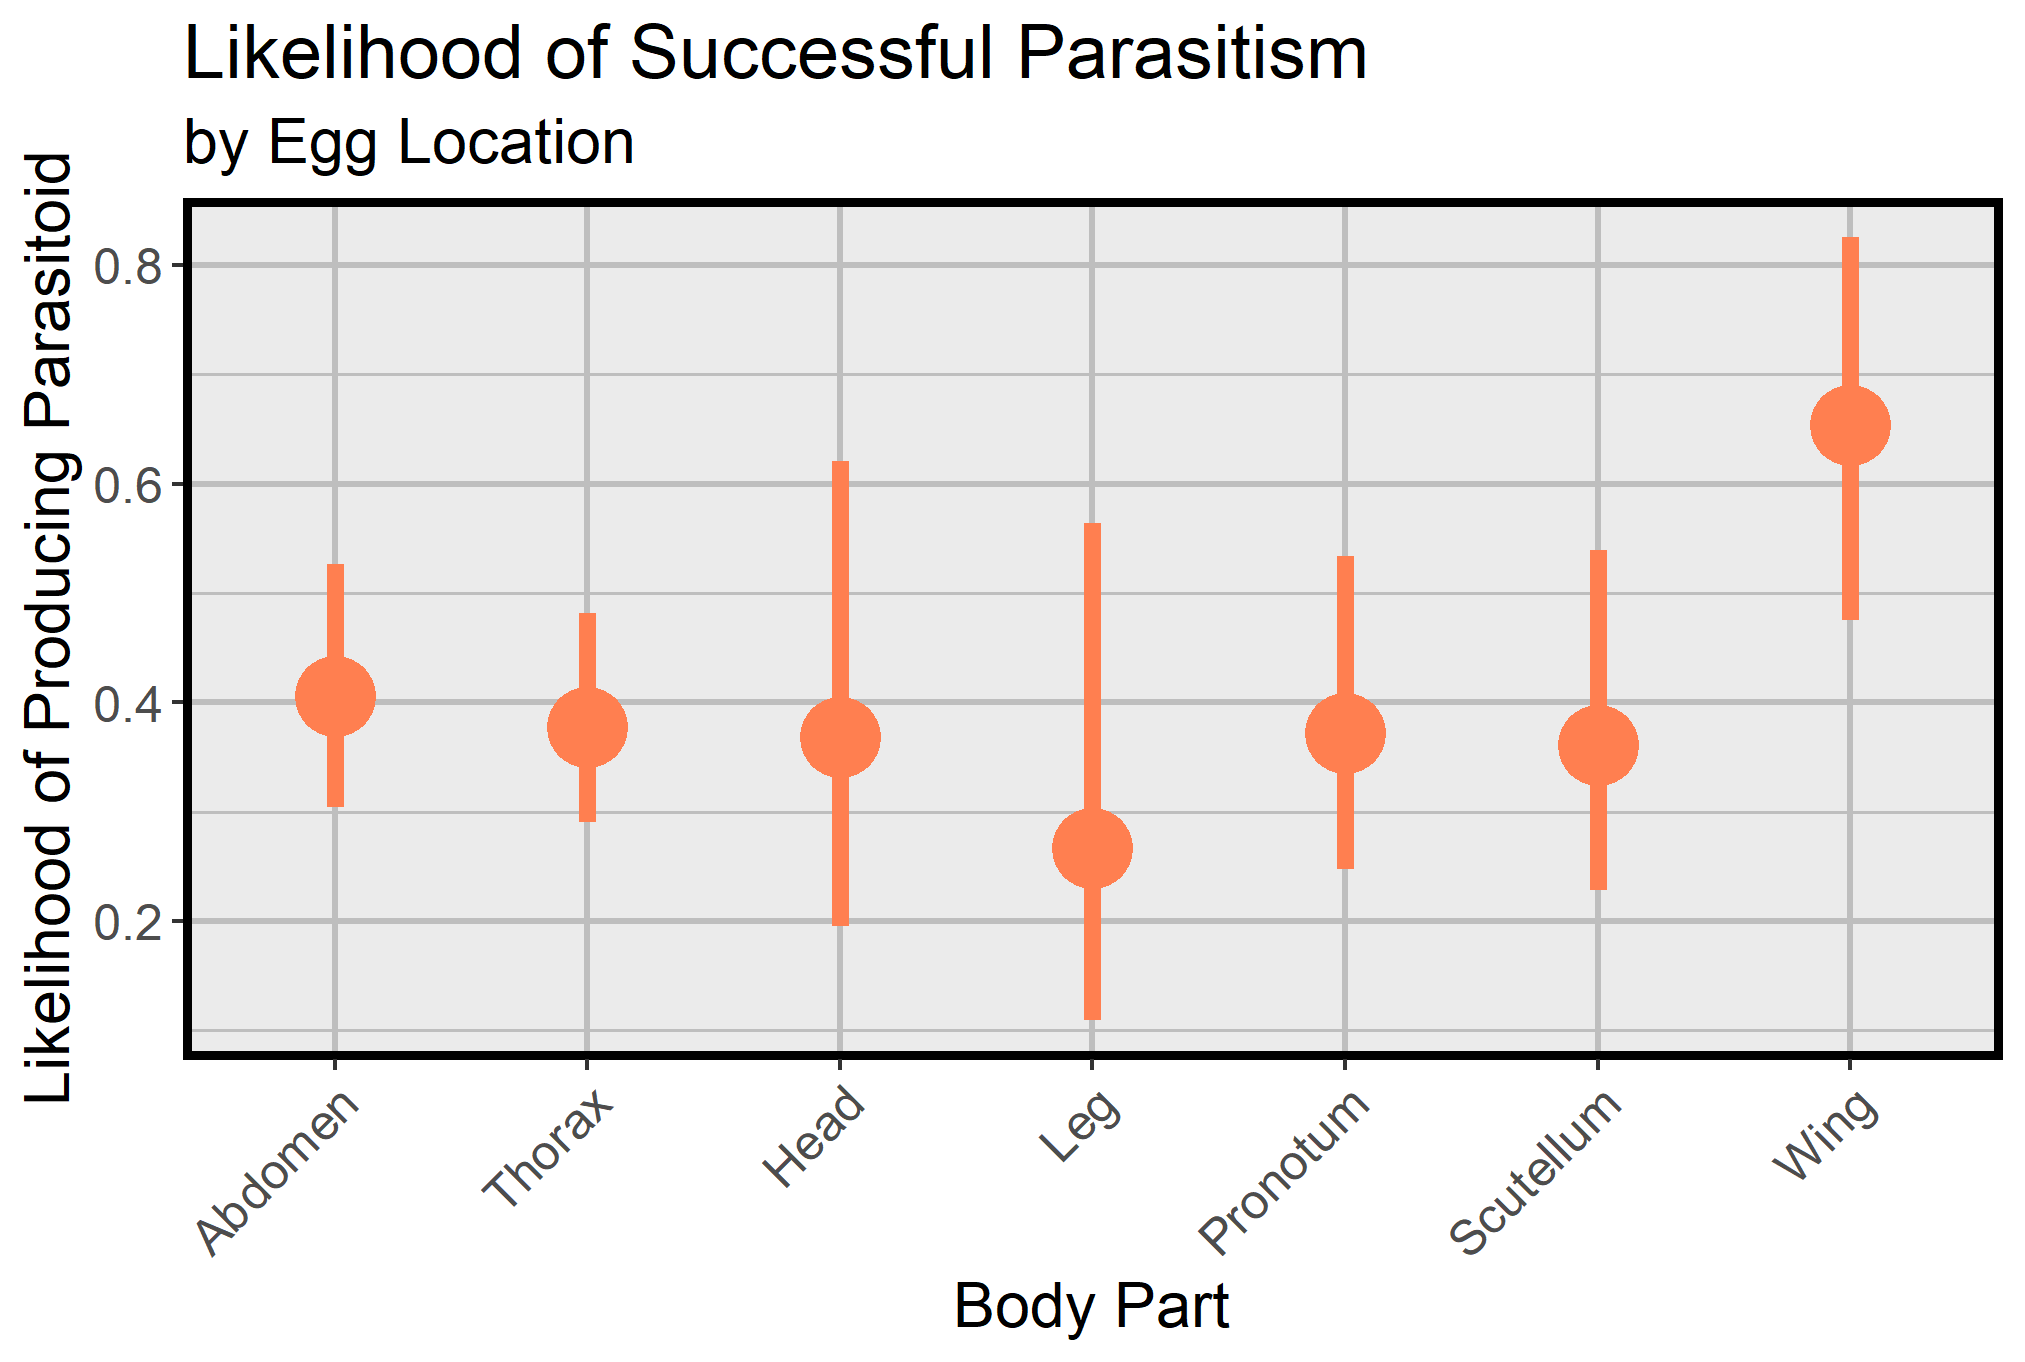 Likelihood of Successful Parasitism
by Egg Location
Likelihood of Producing Parasitoid
0.8
0.6
0.4
0.2
Abdomen
Thorax
Head
Leg
Pronotum
Scutellum
Wing
Body Part